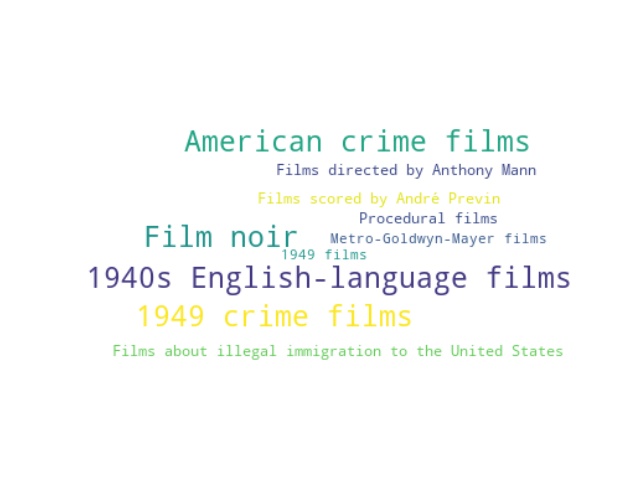 American crime films
Films directed by Anthony Mann
Films scored by André Previn
Procedural films
Film noir
Metro-Goldwyn-Mayer films
1949 films
1940s English-language films
1949 crime films
Films about illegal immigration to the United States